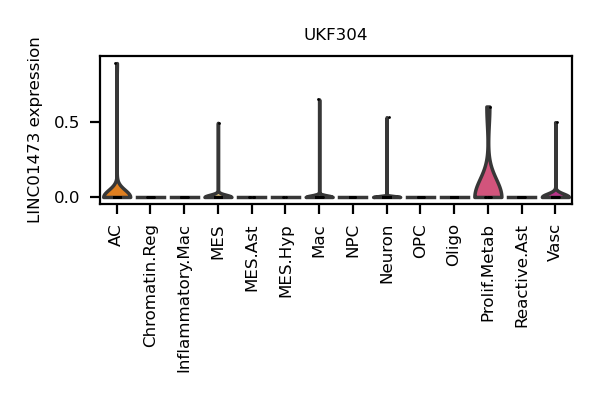 UKF304
LINC01473 expression
0.5
0.0
AC
Chromatin.Reg
Inflammatory.Mac
MES
MES.Ast
MES.Hyp
Mac
NPC
Neuron
OPC
Oligo
Prolif.Metab
Reactive.Ast
Vasc